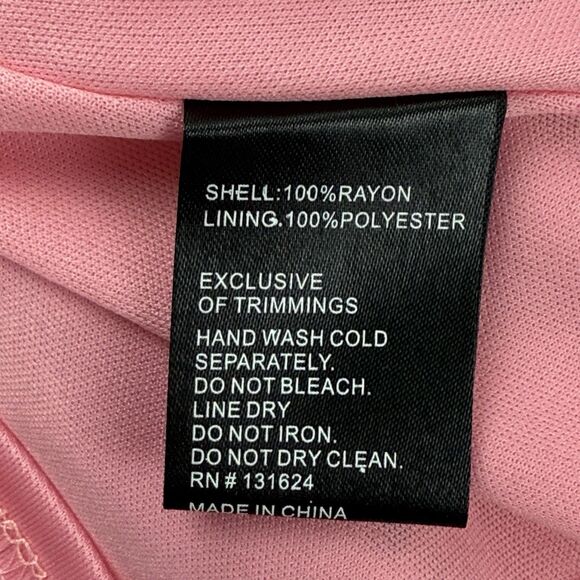 SHELL:100%RAYON
LINING.100%POLYESTER
EXCLUSIVE
OF TRIMMINGS
HAND WASH COLD
SEPARATELY.
DO NOT BLEACH.
LINE DRY
DO NOT IRON.
DO NOT DRY CLEAN.
RN # 131624
MADE IN CHINA